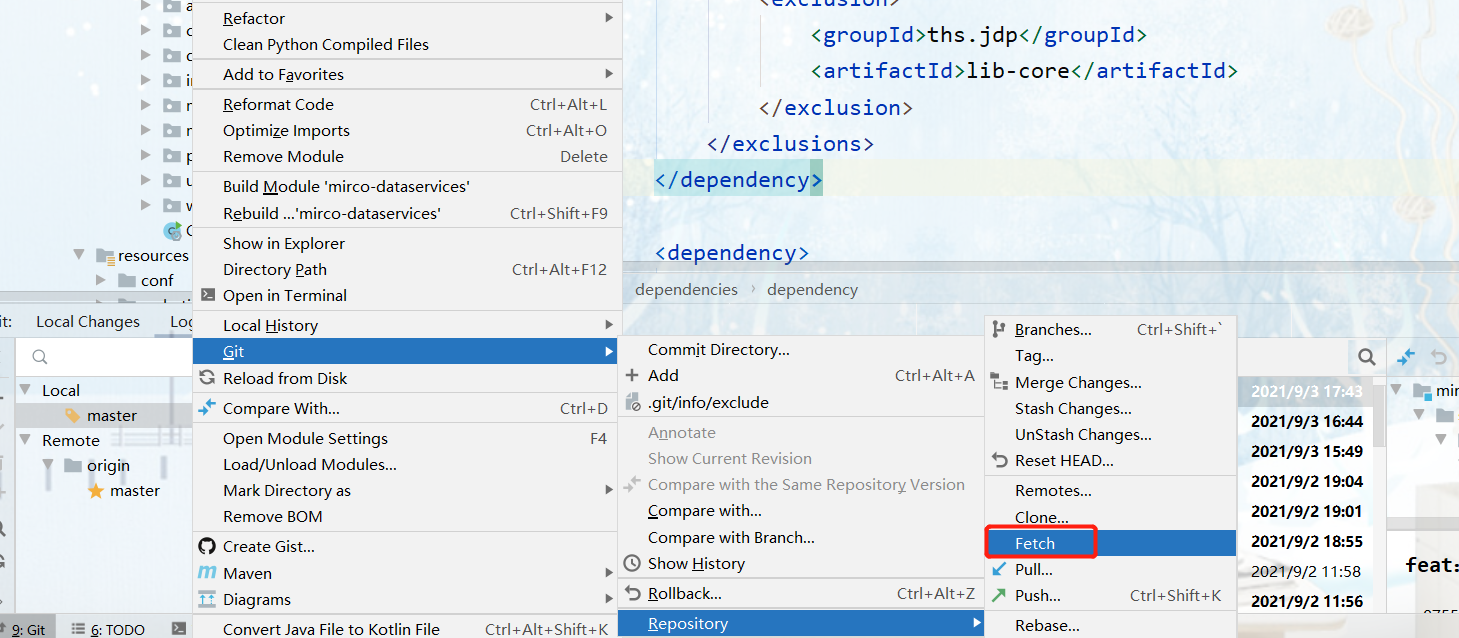 Refactor
Clean Python Compiled Files
Add to Favorites
Reformat Code Ctrl+Alt+L
Optimize Imports Ctrl+Alt+O
Remove Module Delete
Build Module 'mirco-dataservices'
Rebuild ...'mirco-dataservices' Ctrl+Shift+F9
Show in Explorer
Directory Path Ctrl+Alt+F12
Open in Terminal
Local History
Git
Reload from Disk
Compare With... Ctrl+D
Open Module Settings F4
Load/Unload Modules...
Mark Directory as
Remove BOM
Create Gist...
Maven
Diagrams
Convert Java File to Kotlin File Ctrl+Alt+Shift+K
resources
conf
it: Local Changes Log
Local
master
Remote
origin
master
9: Git 6: TODO
<exclusion>
<groupId>ths.jdp</groupId>
<artifactId>lib-core</artifactId>
</exclusion>
</exclusions>
</dependency>
<dependency>
dependencies › dependency
Commit Directory...
Add Ctrl+Alt+A
.git/info/exclude
Annotate
Show Current Revision
Compare with the Same Repository Version
Compare with...
Compare with Branch...
Show History
Rollback... Ctrl+Alt+Z
Repository
Branches... Ctrl+Shift+`
Tag...
Merge Changes...
Stash Changes...
UnStash Changes...
Reset HEAD...
Remotes...
Clone...
Fetch
Pull...
Push... Ctrl+Shift+K
Rebase...
2021/9/3 17:43
2021/9/3 16:44
2021/9/3 15:49
2021/9/2 19:04
2021/9/2 19:01
2021/9/2 18:55
2021/9/2 11:58
2021/9/2 11:56
mir
feat: